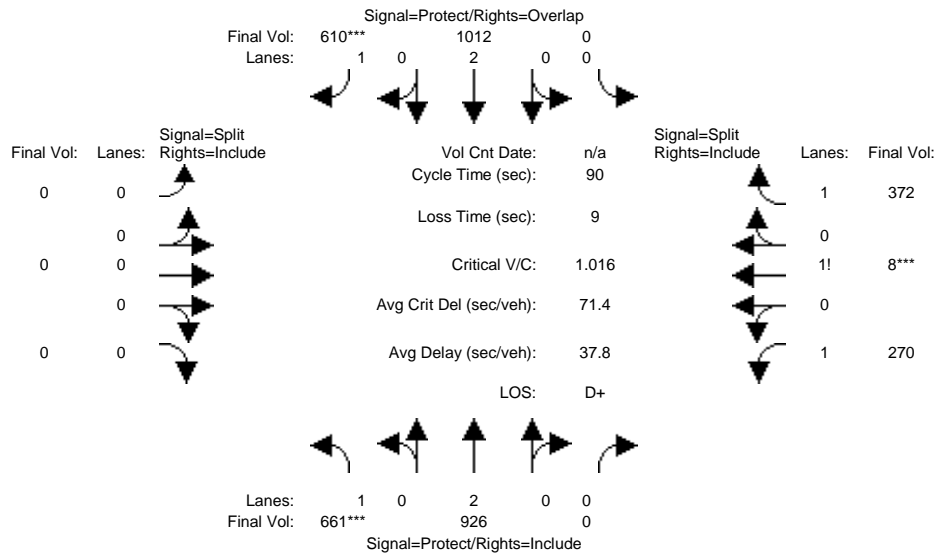 Signal=Protect/Rights=Overlap
Final Vol: 610*** 1012 0
Lanes: 1 0 2 0 0
Signal=Split
Final Vol: Lanes: Rights=Include
Vol Cnt Date: n/a
Signal=Split
Rights=Include Lanes: Final Vol:
Cycle Time (sec): 90
0 0
1 372
Loss Time (sec): 9
0
0
0 0
Critical V/C: 1.016
1! 8***
0
Avg Crit Del (sec/veh): 71.4
0
0 0
Avg Delay (sec/veh): 37.8
1 270
LOS: D+
Lanes: 1 0 2 0 0
Final Vol: 661*** 926 0
Signal=Protect/Rights=Include